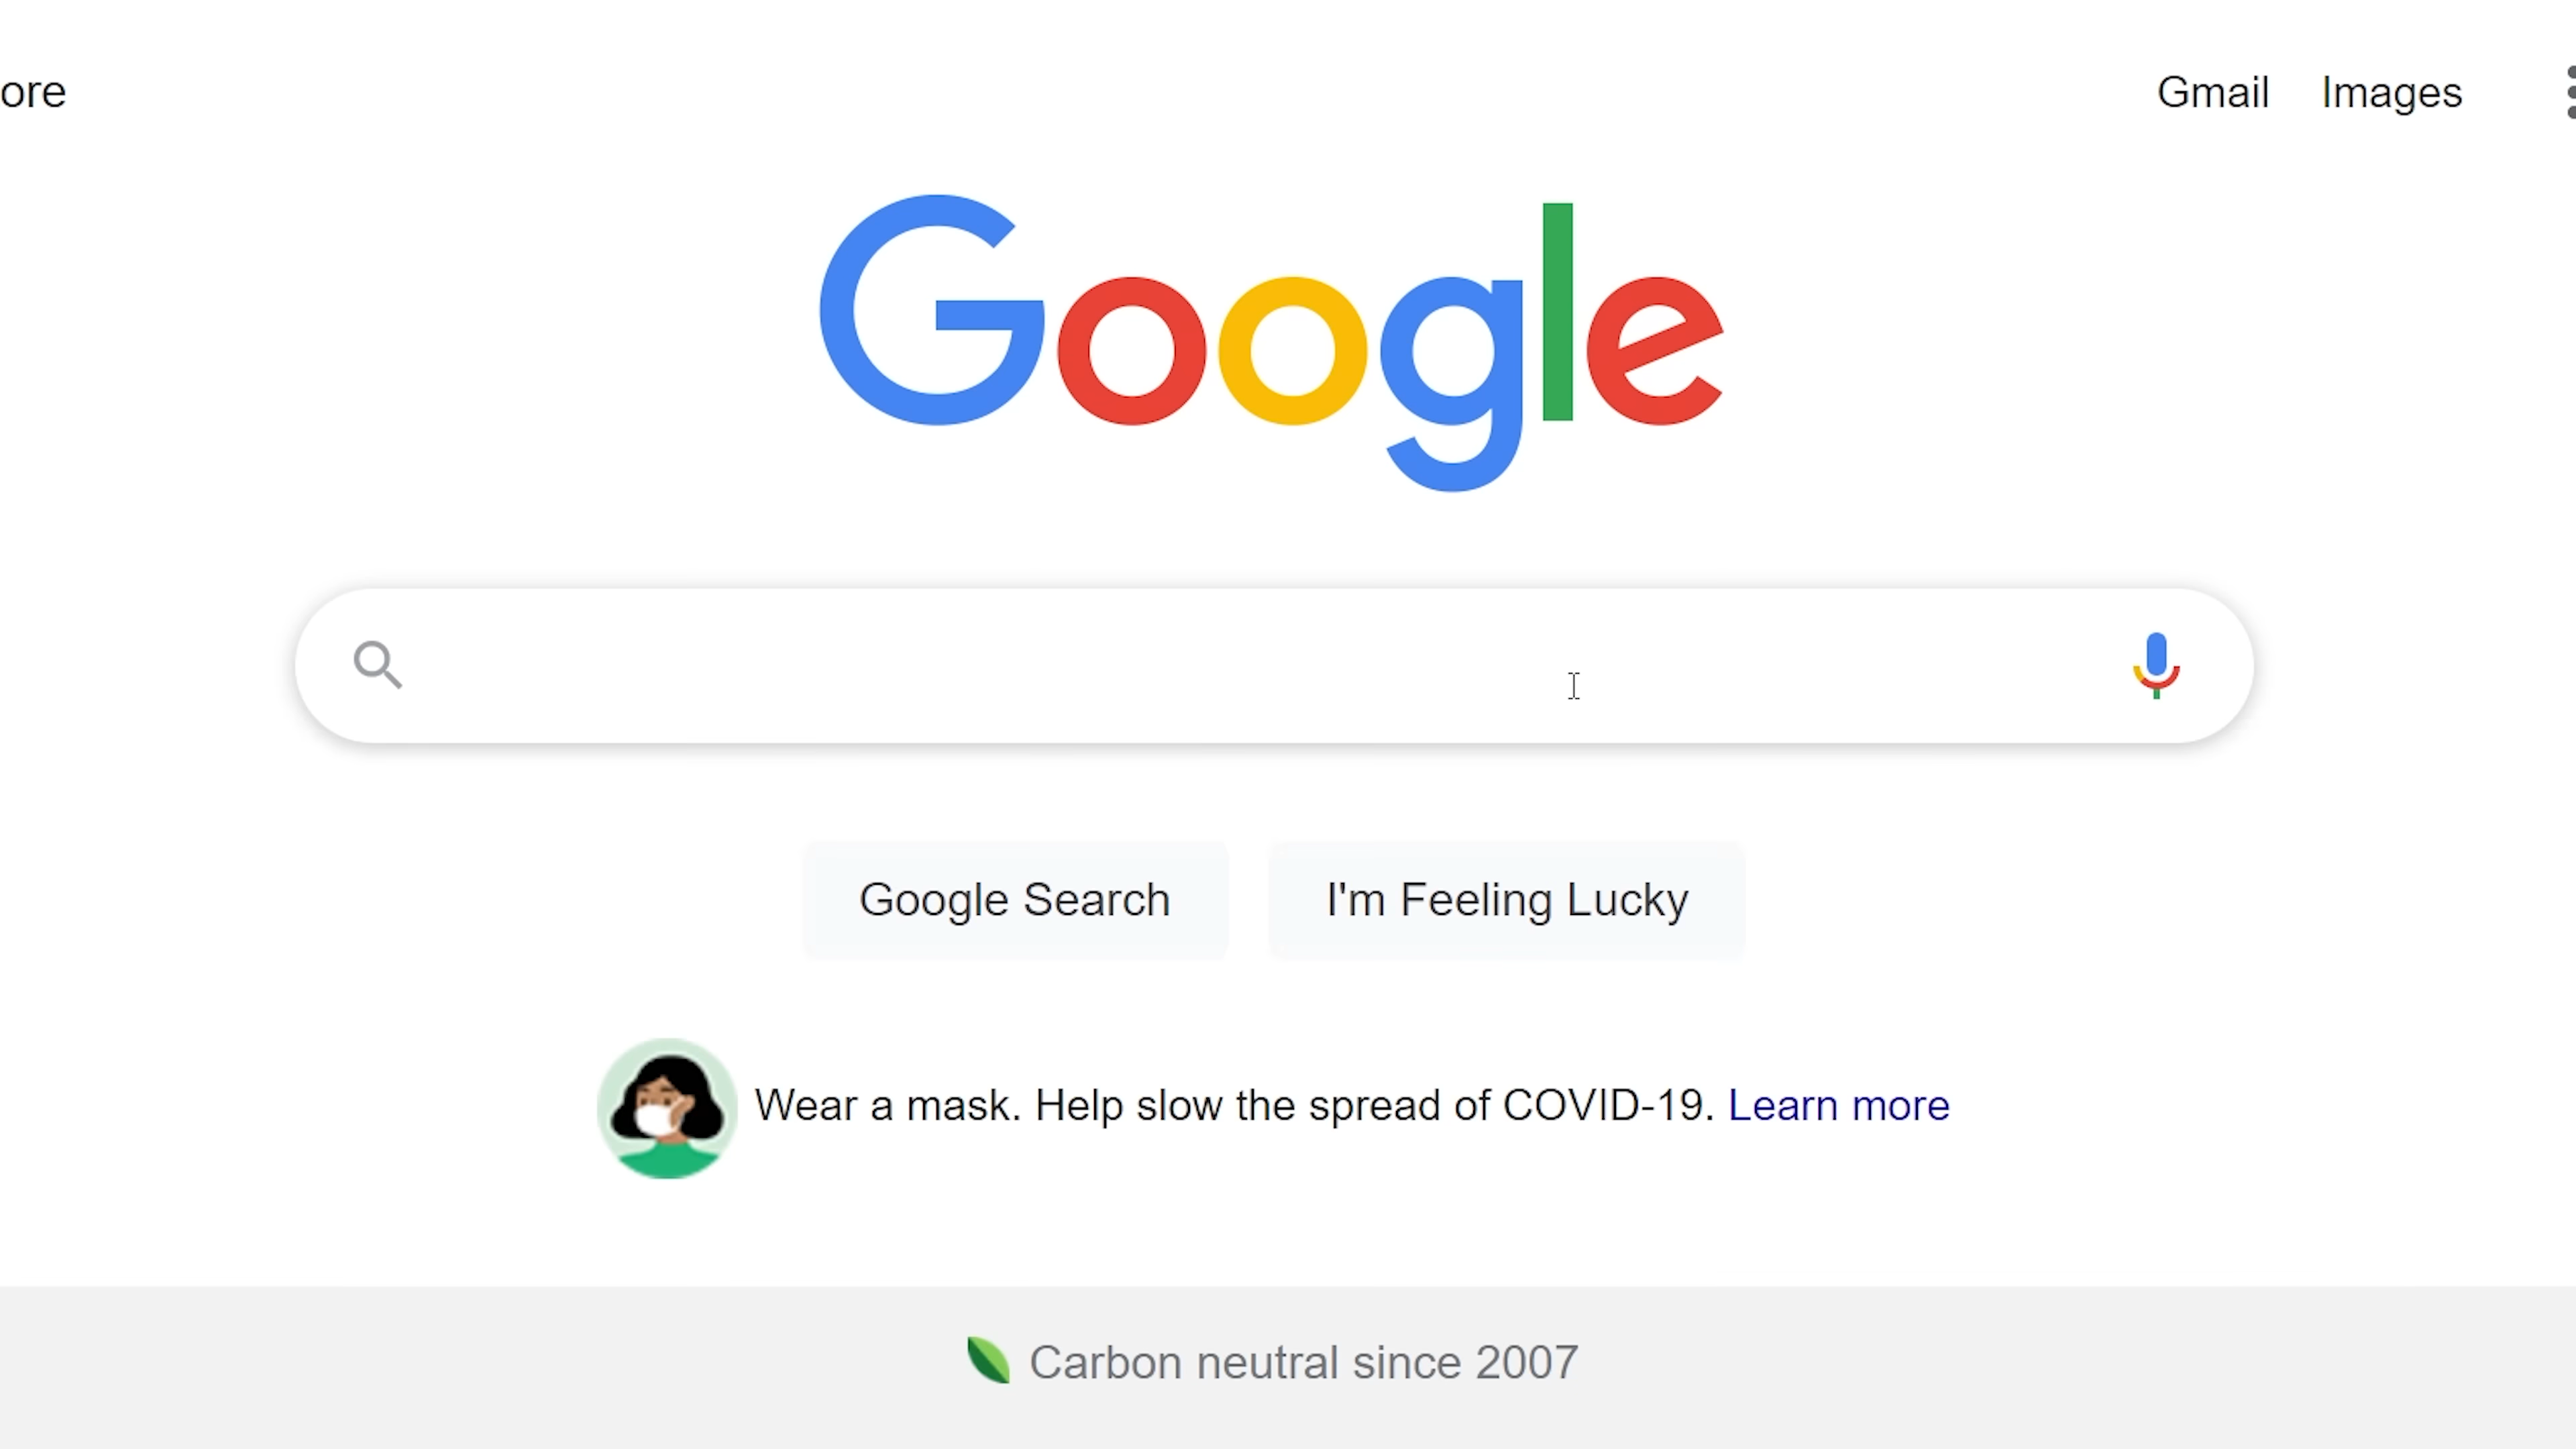 ore
Gmail Images
Google
Google Search I'm Feeling Lucky
Wear a mask. Help slow the spread of COVID-19. Learn more
Carbon neutral since 2007